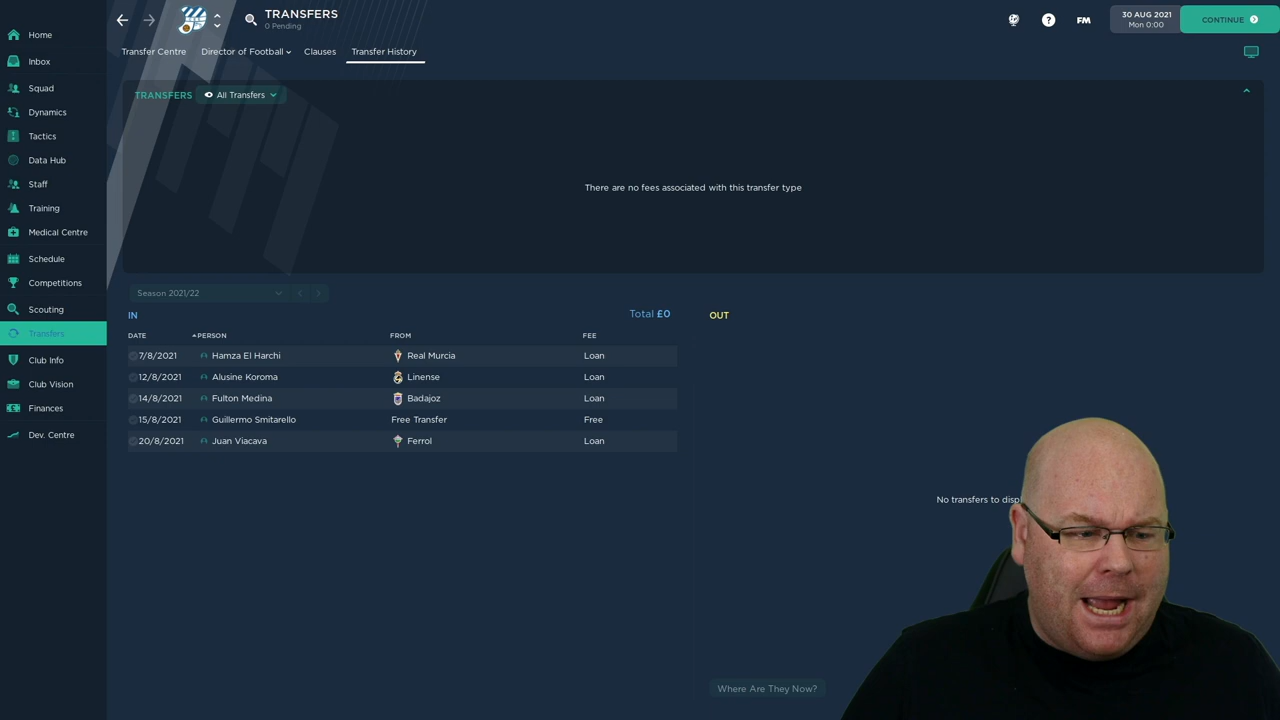 TRANSFERS
0 Pending
30 AUG 2021
Mon 0:00
CONTINUE
?
FM
Transfer Centre
Director of Football
Clauses
Transfer History
Home
Inbox
Squad
Dynamics
Tactics
Data Hub
Staff
Training
Medical Centre
Schedule
Competitions
Scouting
Transfers
Club Info
Club Vision
Finances
Dev. Centre
TRANSFERS All Transfers
There are no fees associated with this transfer type
Season 2021/22
IN Total £0
DATE PERSON FROM FEE
7/8/2021 Hamza El Harchi Real Murcia Loan
12/8/2021 Alusine Koroma Linense Loan
14/8/2021 Fulton Medina Badajoz Loan
15/8/2021 Guillermo Smitarello Free Transfer Free
20/8/2021 Juan Viacava Ferrol Loan
OUT
No transfers to displ
Where Are They Now?